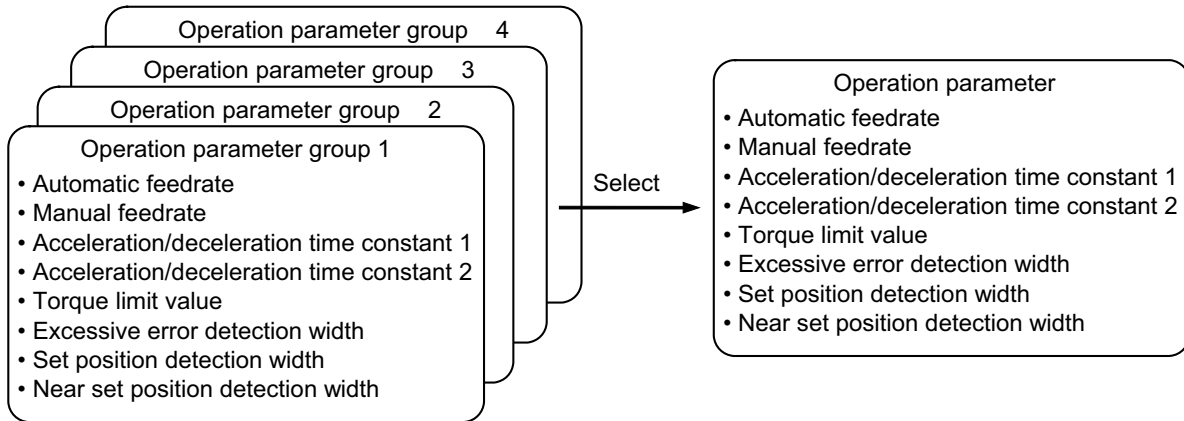 Operation parameter group 4
Operation parameter group 3
Operation parameter group 2
Operation parameter group 1
• Automatic feedrate
• Manual feedrate
• Acceleration/deceleration time constant 1
• Acceleration/deceleration time constant 2
• Torque limit value
• Excessive error detection width
• Set position detection width
• Near set position detection width
Select
Operation parameter
• Automatic feedrate
• Manual feedrate
• Acceleration/deceleration time constant 1
• Acceleration/deceleration time constant 2
• Torque limit value
• Excessive error detection width
• Set position detection width
• Near set position detection width